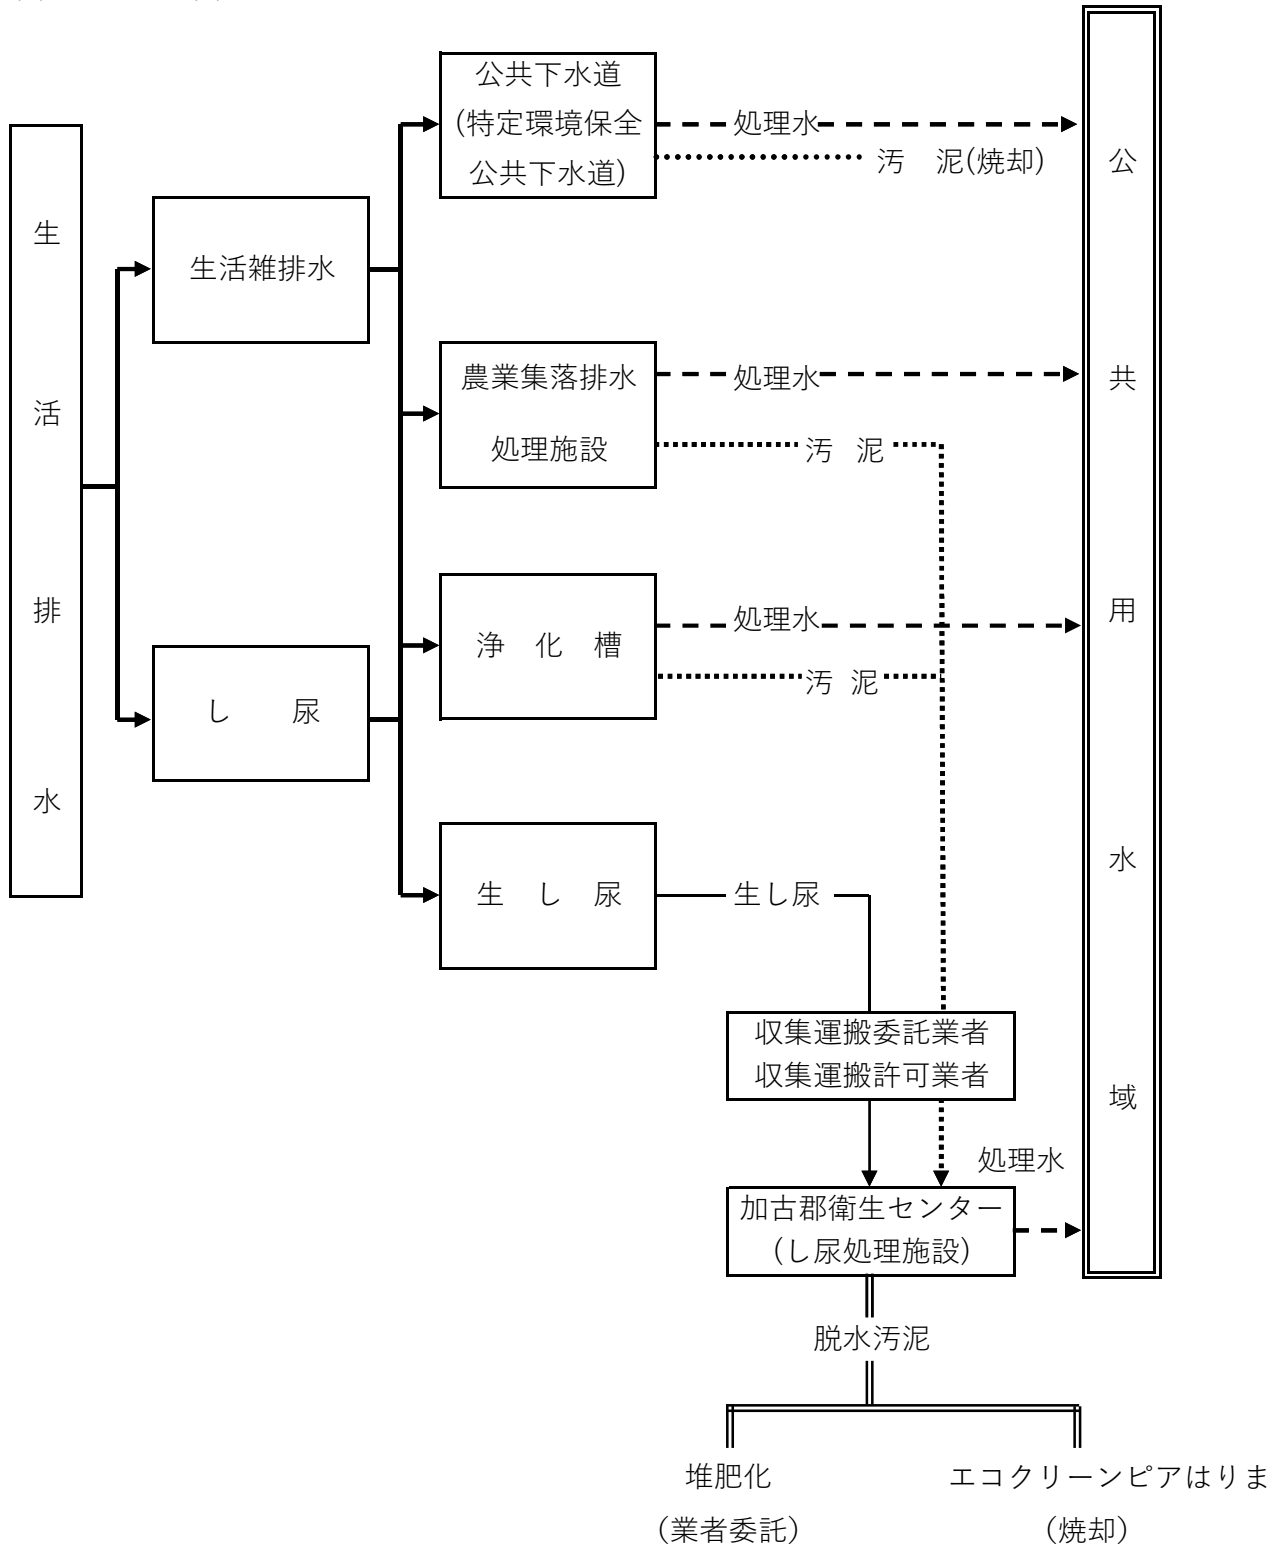 生活排水
生活雑排水
し　尿
公共下水道
(特定環境保全
公共下水道)
処理水
汚　泥(焼却)
農業集落排水
処理施設
処理水
汚　泥
浄　化　槽
処理水
汚　泥
生　し　尿
生し尿
収集運搬委託業者
収集運搬許可業者
処理水
加古郡衛生センター
(し尿処理施設)
脱水汚泥
堆肥化
(業者委託)
エコクリーンピアはりま
(焼却)
公共用水域